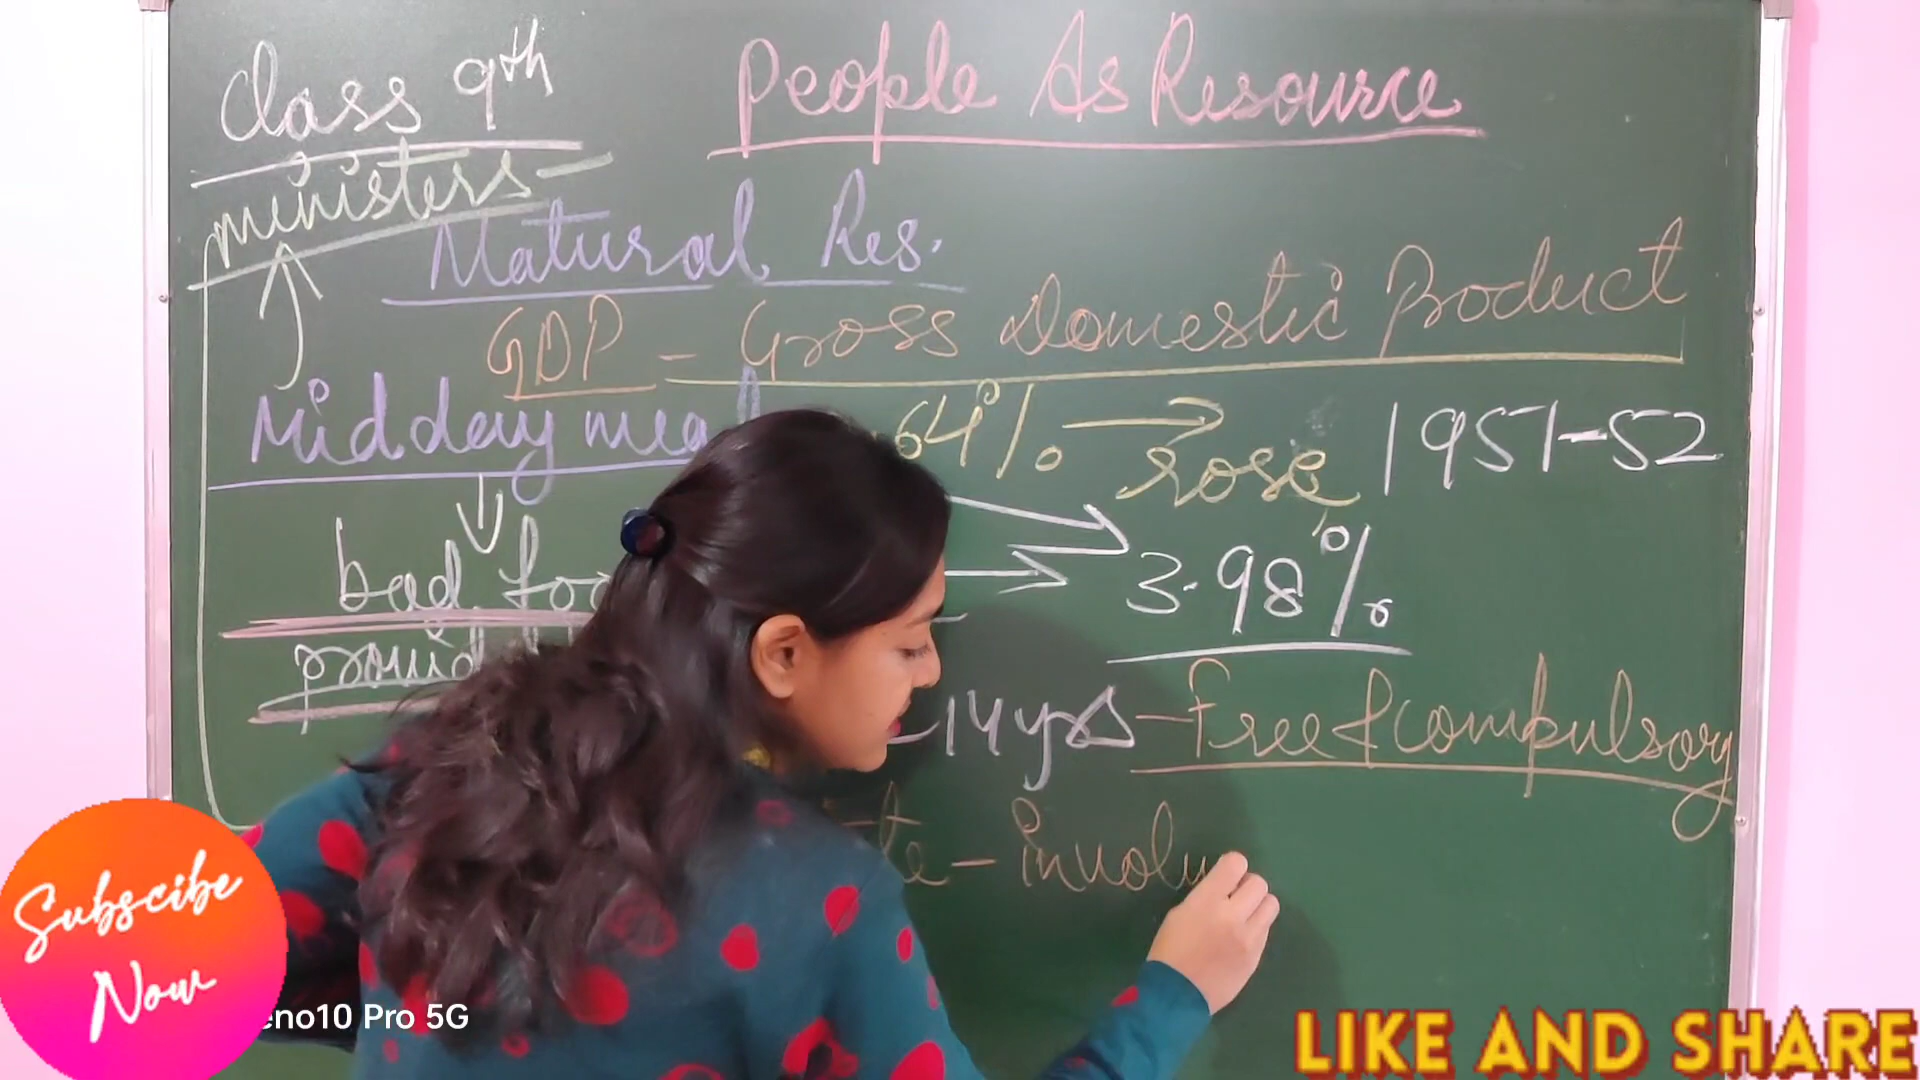 Class 9th
People As Resource
ministers
Natural Res.
GDP - Gross Domestic Product
Midday meal
64% → rose 1951-52
bad foo
3.98%
provid
14yrs - free & compulsory
te - involv
Subscibe
Now
eno10 Pro 5G
LIKE AND SHARE